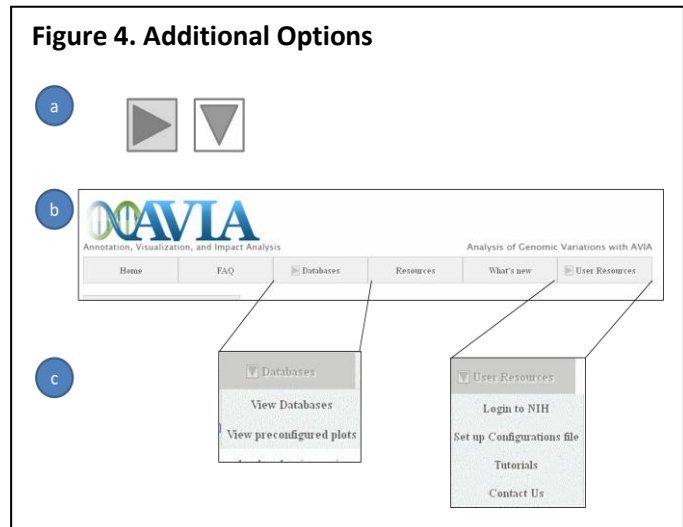 Figure 4. Additional Options
a
b
AVIA
Annotation, Visualization, and Impact Analysis
Analysis of Genomic Variations with AVIA
Home FAQ Databases Resources What's new User Resources
c
Databases
View Databases
View preconfigured plots
User Resources
Login to NIH
Set up Configurations file
Tutorials
Contact Us